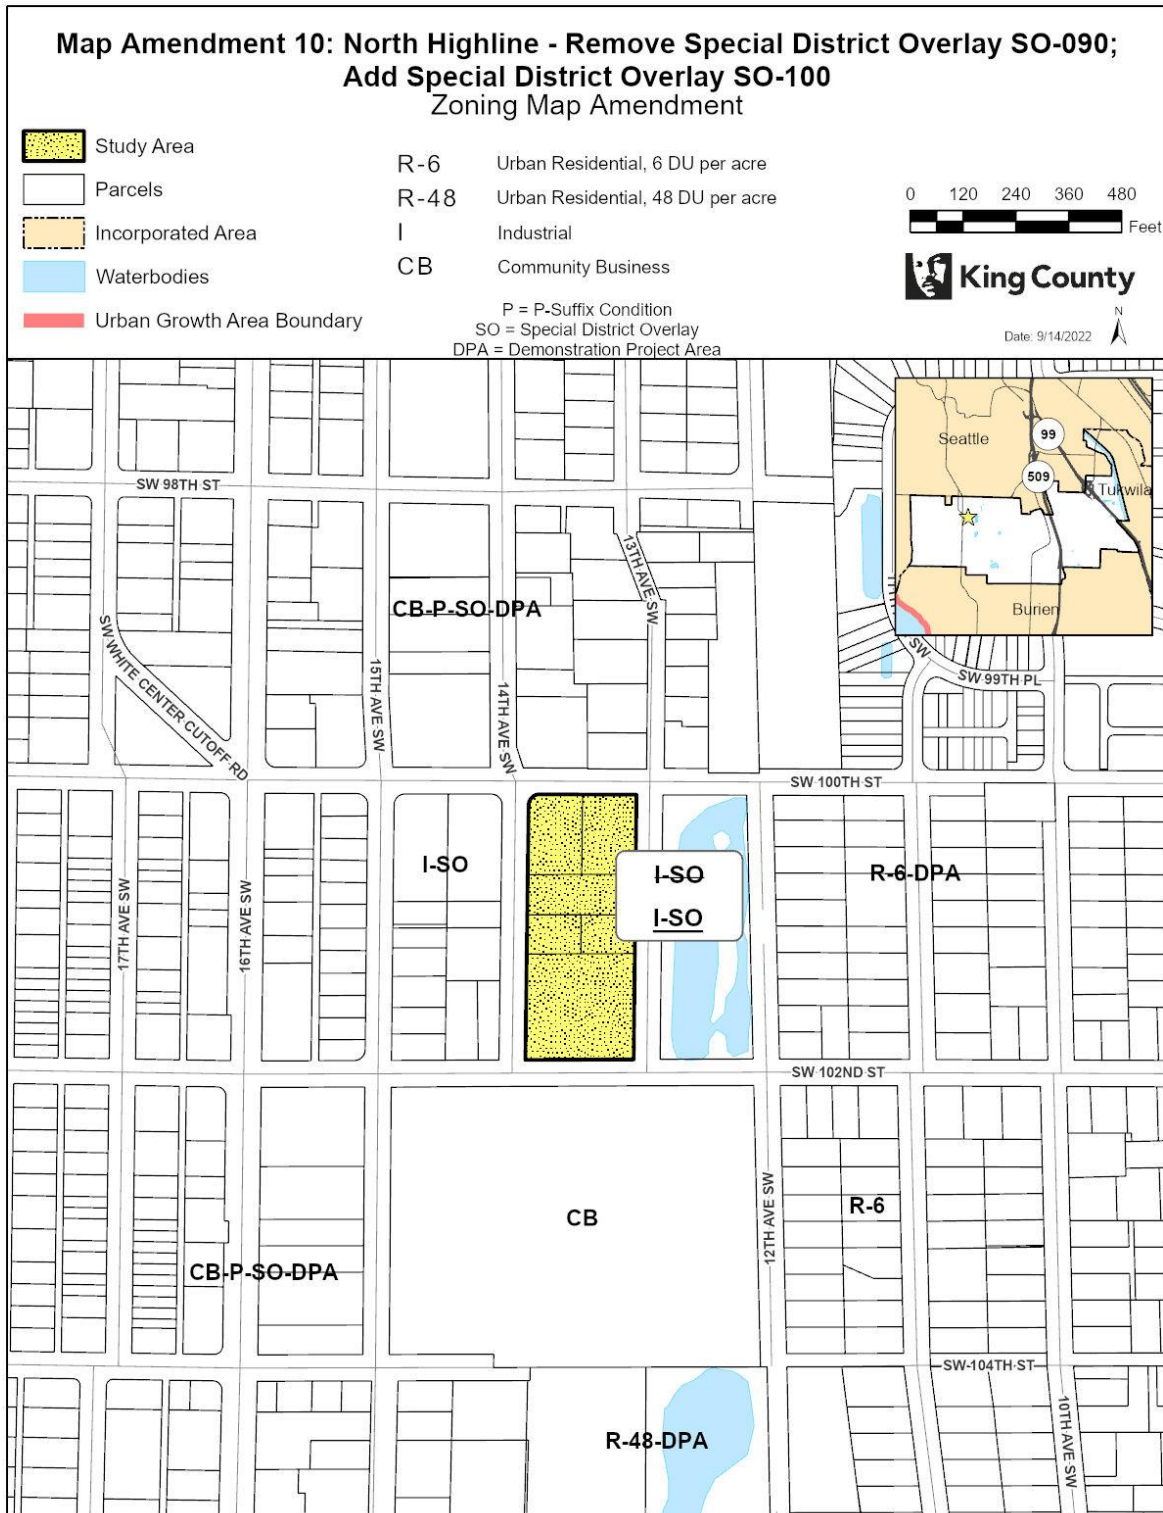 Map Amendment 10: North Highline - Remove Special District Overlay SO-090;
Add Special District Overlay SO-100
Zoning Map Amendment
Study Area
Parcels
Incorporated Area
Waterbodies
Urban Growth Area Boundary
R-6 Urban Residential, 6 DU per acre
R-48 Urban Residential, 48 DU per acre
I Industrial
CB Community Business
P = P-Suffix Condition
SO = Special District Overlay
DPA = Demonstration Project Area
0 120 240 360 480
Feet
King County
N
Date: 9/14/2022
Seattle
99
509
Tukwila
Burien
SW 98TH ST
13TH AVE SW
CB-P-SO-DPA
SW WHITE CENTER CUTOFF RD
15TH AVE SW
14TH AVE SW
SW
SW 99TH PL
SW 100TH ST
I-SO
I-SO
I-SO
R-6-DPA
17TH AVE SW
16TH AVE SW
SW 102ND ST
CB
12TH AVE SW
R-6
CB-P-SO-DPA
SW 104TH ST
10TH AVE SW
R-48-DPA